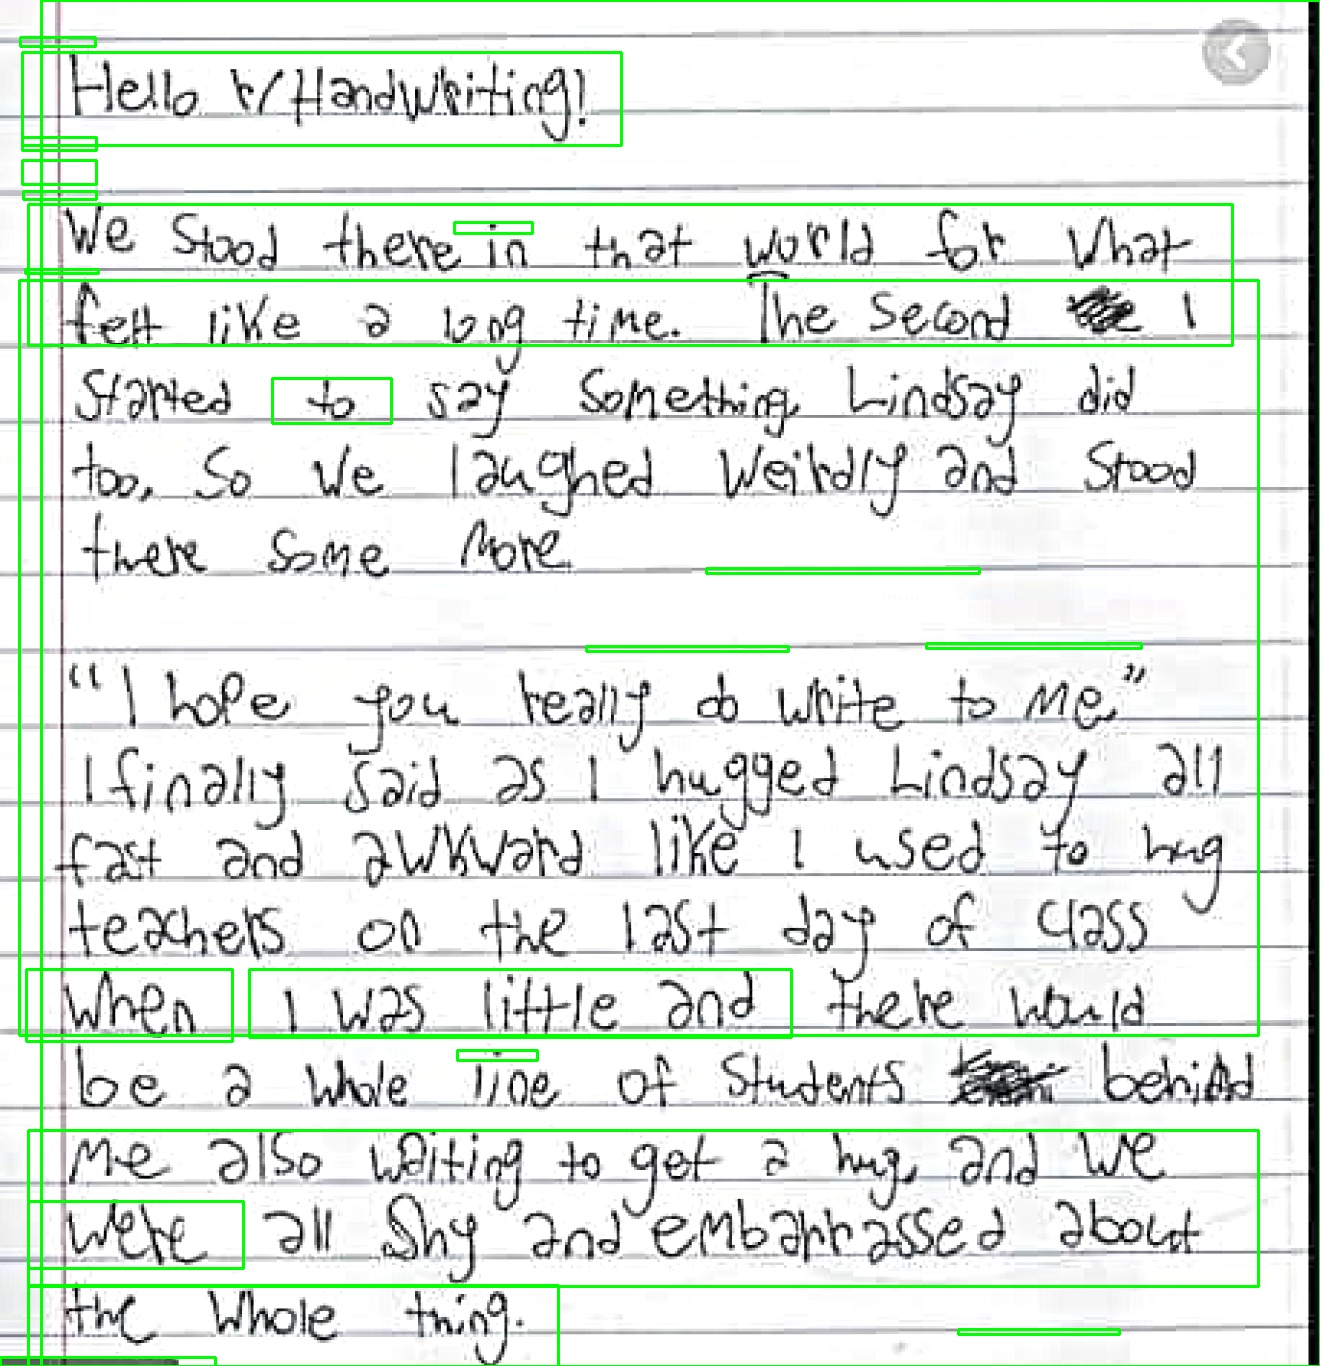 Hello r/Handwriting!
We stood there in that world for what
felt like a long time. The second I
started to say something, Lindsay did
too, so we laughed weirdly and stood
there some more.
"I hope you really do write to me."
I finally said as I hugged Lindsay all
fast and awkward like I used to hug
teachers on the last day of class
when I was little and there would
be a whole line of students behind
me also waiting to get a hug, and we
were all shy and embarrassed about
the whole thing.